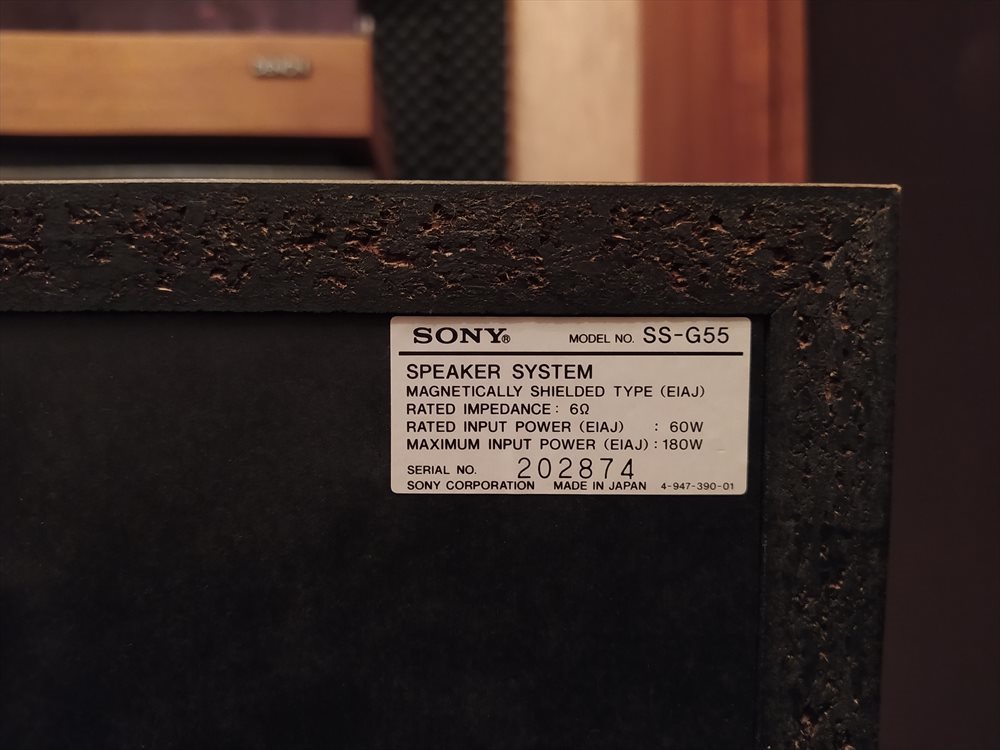 SONY® MODEL NO. SS-G55
SPEAKER SYSTEM
MAGNETICALLY SHIELDED TYPE (EIAJ)
RATED IMPEDANCE: 6Ω
RATED INPUT POWER (EIAJ) : 60W
MAXIMUM INPUT POWER (EIAJ) : 180W
SERIAL NO. 202874
SONY CORPORATION MADE IN JAPAN 4-947-390-01